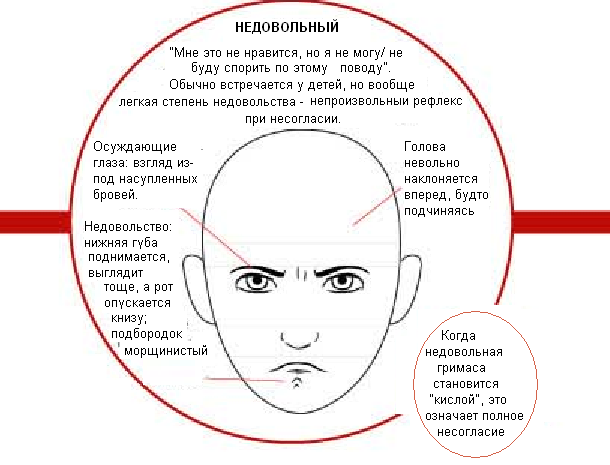 НЕДОВОЛЬНЫЙ
"Мне это не нравится, но я не могу/ не
буду спорить по этому поводу".
Обычно встречается у детей, но вообще
легкая степень недовольства - непроизвольный рефлекс
при несогласии.
Осуждающие
глаза: взгляд из-
под насупленных
бровей.
Голова
невольно
наклоняется
вперед, будто
подчиняясь
Недовольство:
нижняя губа
поднимается,
выглядит
тоще, а рот
опускается
книзу;
подбородок
морщинистый
Когда
недовольная
гримаса
становится
"кислой", это
означает полное
несогласие